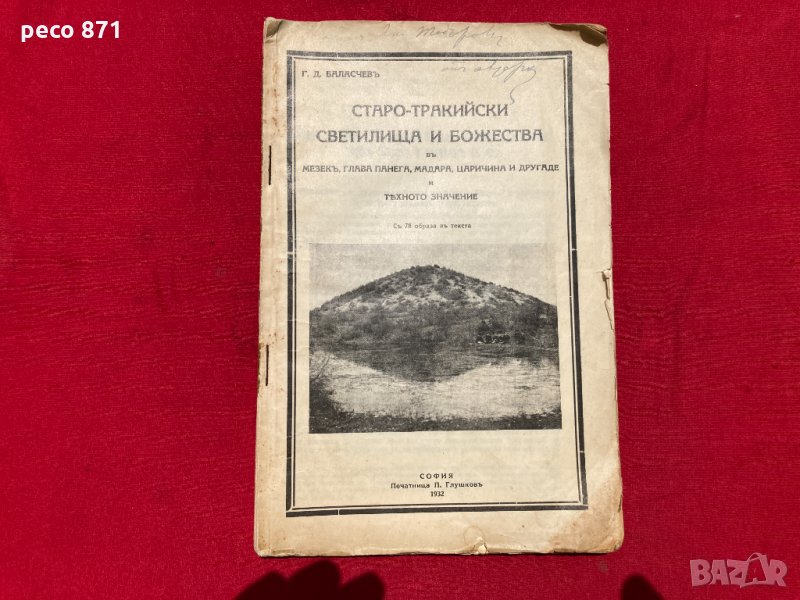 peco 871
Г. Д. БАЛАСЧЕВЪ
СТАРО-ТРАКИЙСКИ
СВЕТИЛИЩА И БОЖЕСТВА
ВЪ
МЕЗЕКЪ, ГЛАВА ПАНЕГА, МАДАРА, ЦАРИЧИНА И ДРУГАДЕ
И
ТѢХНОТО ЗНАЧЕНИЕ
Съ 78 образа въ текста
СОФИЯ
Печатница П. Глушковъ
1932
BAZAR